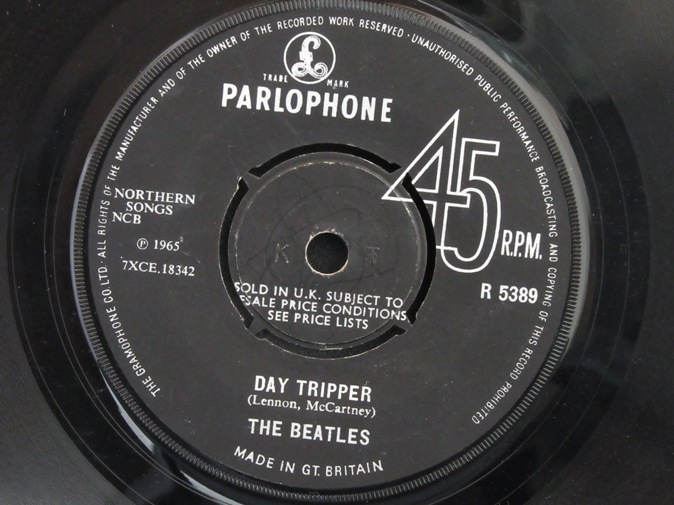 THE GRAMOPHONE CO. LTD. · ALL RIGHTS OF THE MANUFACTURER AND OF THE OWNER OF THE RECORDED WORK RESERVED · UNAUTHORISED PUBLIC PERFORMANCE BROADCASTING AND COPYING OF THIS RECORD PROHIBITED
£
TRADE MARK
PARLOPHONE
45 R.P.M.
NORTHERN
SONGS
NCB
℗ 1965
7XCE.18342
R 5389
K T
SOLD IN U.K. SUBJECT TO
ESALE PRICE CONDITIONS
SEE PRICE LISTS
DAY TRIPPER
(Lennon, McCartney)
THE BEATLES
MADE IN GT. BRITAIN